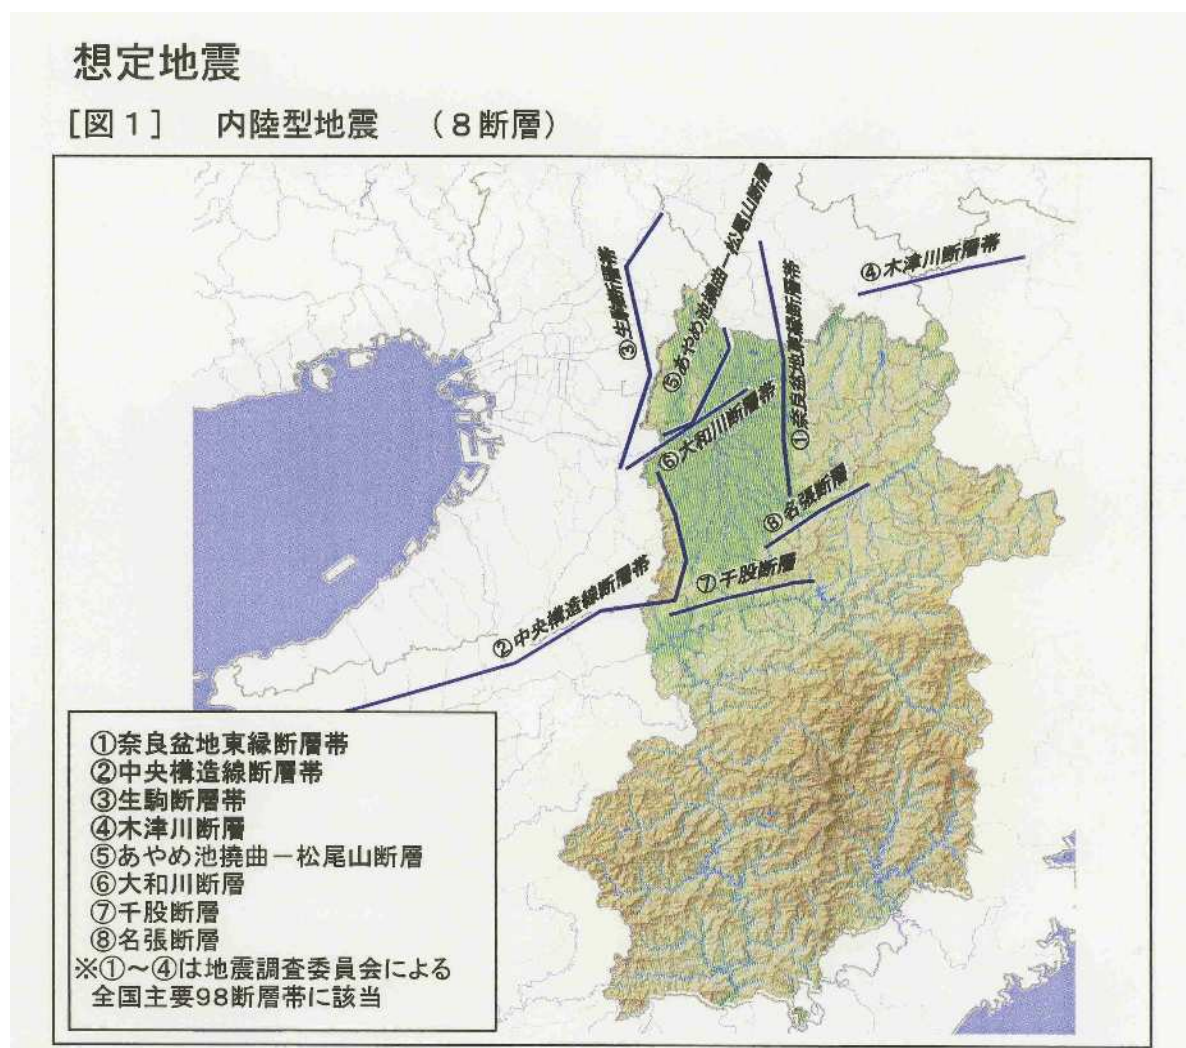 想定地震
[図1] 内陸型地震 (8断層)
⑤あやめ池撓曲ー松尾山断層
③生駒断層帯
①奈良盆地東縁断層帯
④木津川断層帯
⑥大和川断層帯
⑧名張断層
⑦千股断層
②中央構造線断層帯
①奈良盆地東縁断層帯
②中央構造線断層帯
③生駒断層帯
④木津川断層
⑤あやめ池撓曲ー松尾山断層
⑥大和川断層
⑦千股断層
⑧名張断層
※①~④は地震調査委員会による
全国主要98断層帯に該当